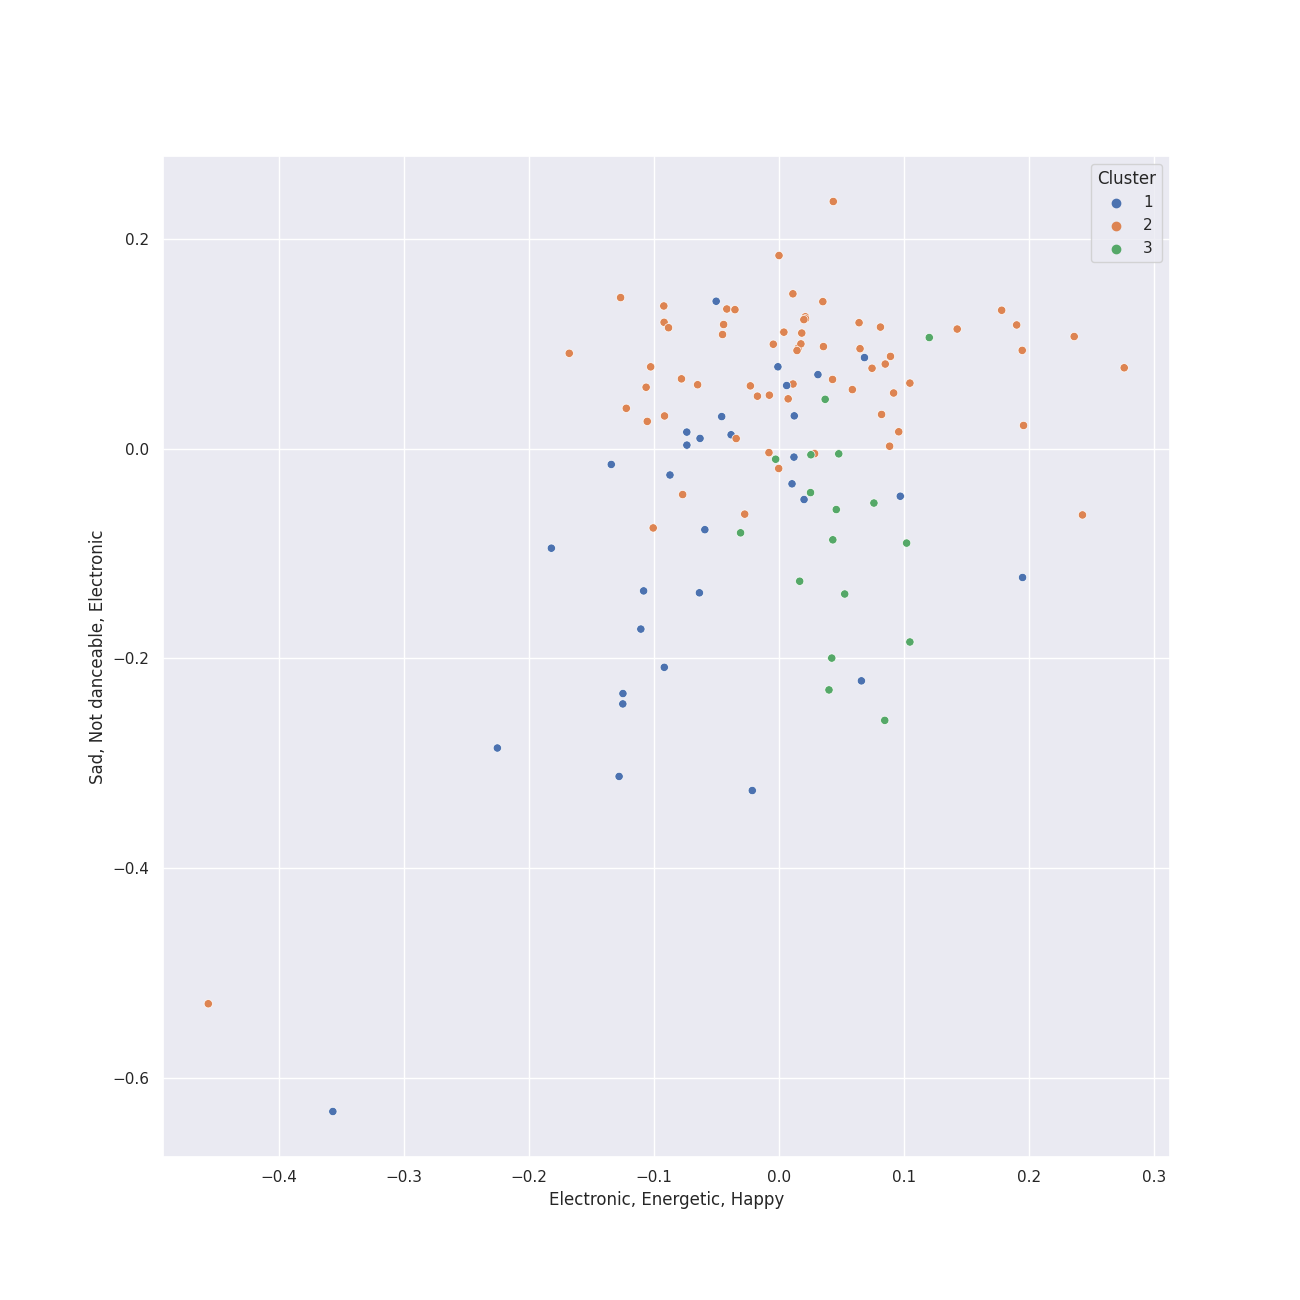 Cluster
1
2
3
0.2
0.0
−0.2
−0.4
−0.6
Sad, Not danceable, Electronic
−0.4 −0.3 −0.2 −0.1 0.0 0.1 0.2 0.3
Electronic, Energetic, Happy